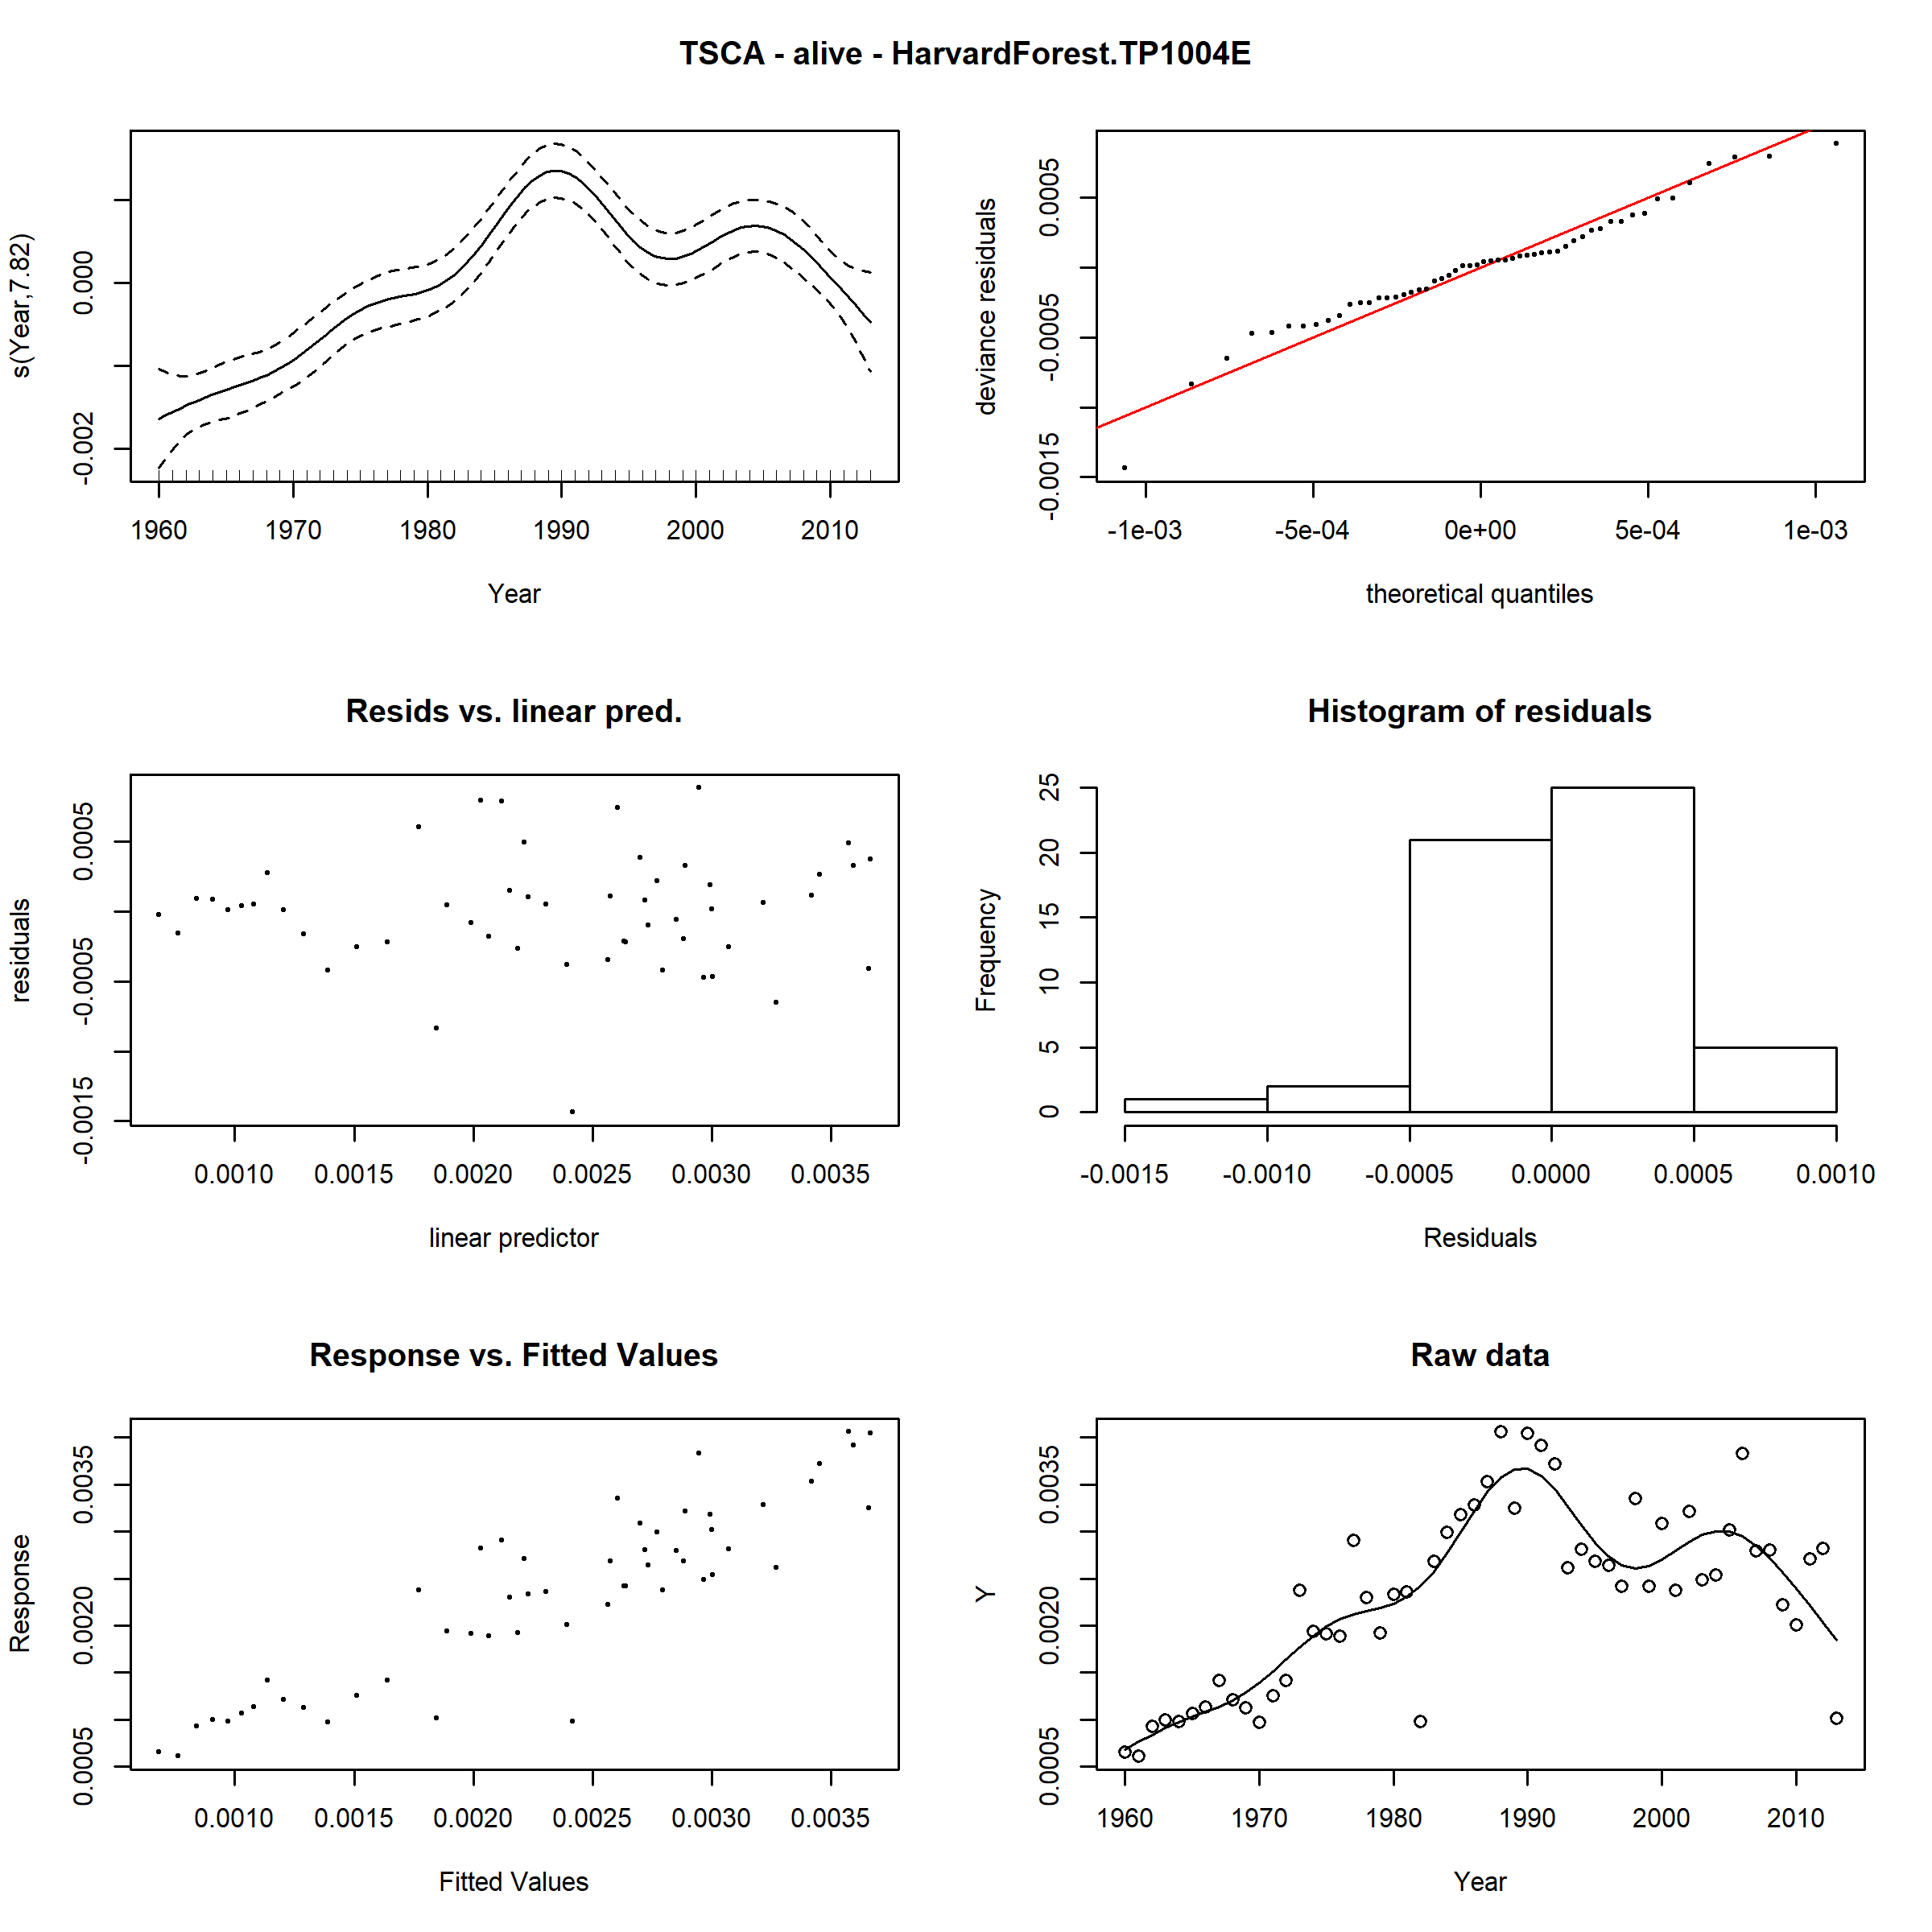 TSCA - alive - HarvardForest.TP1004E
s(Year,7.82)
0.000
-0.002
1960 1970 1980 1990 2000 2010
Year
deviance residuals
0.0005
-0.0005
-0.0015
-1e-03 -5e-04 0e+00 5e-04 1e-03
theoretical quantiles
Resids vs. linear pred.
residuals
0.0005
-0.0005
-0.0015
0.0010 0.0015 0.0020 0.0025 0.0030 0.0035
linear predictor
Histogram of residuals
Frequency
25
20
15
10
5
0
-0.0015 -0.0010 -0.0005 0.0000 0.0005 0.0010
Residuals
Response vs. Fitted Values
Response
0.0035
0.0020
0.0005
0.0010 0.0015 0.0020 0.0025 0.0030 0.0035
Fitted Values
Raw data
Y
0.0035
0.0020
0.0005
1960 1970 1980 1990 2000 2010
Year